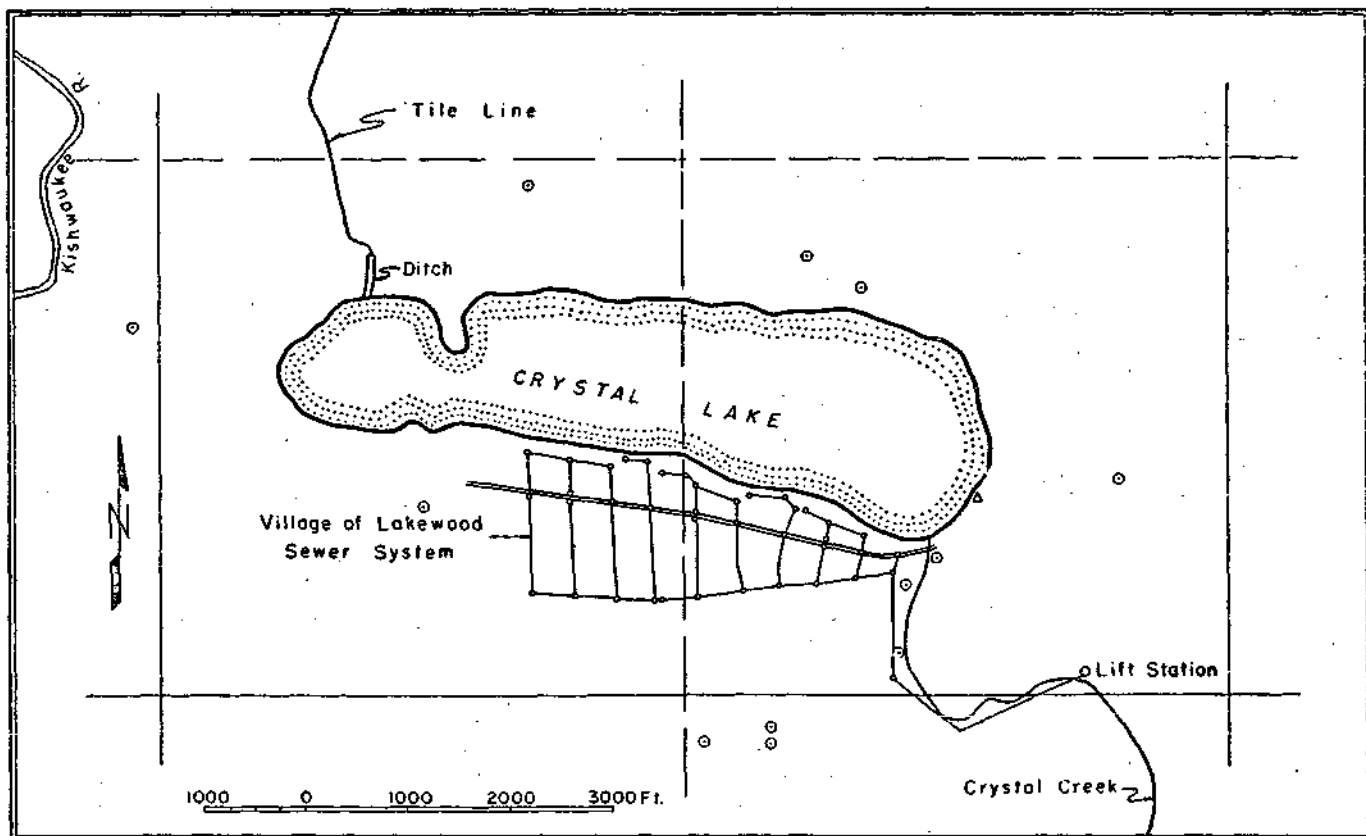 Tile Line
Kishwaukee R.
Ditch
CRYSTAL LAKE
Village of Lakewood
Sewer System
N
Lift Station
Crystal Creek
1000 0 1000 2000 3000 Ft.